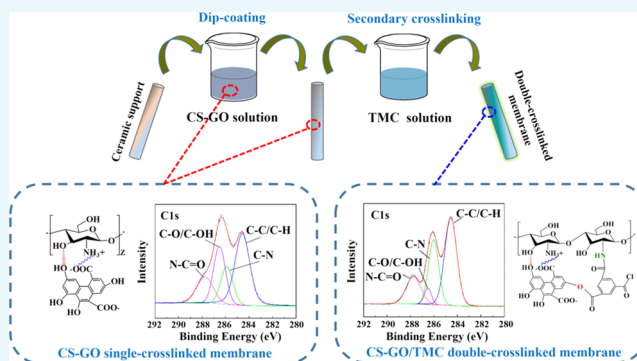 Dip-coating
Secondary crosslinking
Ceramic support
CS-GO solution
TMC solution
Double-crosslinked
membrane
C1s
C-O/C-OH
C-C/C-H
N-C=O
C-N
Intensity
292 290 288 286 284 282 280
Binding Energy (eV)
CS-GO single-crosslinked membrane
C1s
C-C/C-H
C-N
C-O/C-OH
N-C=O
Intensity
292 290 288 286 284 282 280
Binding Energy (eV)
CS-GO/TMC double-crosslinked membrane